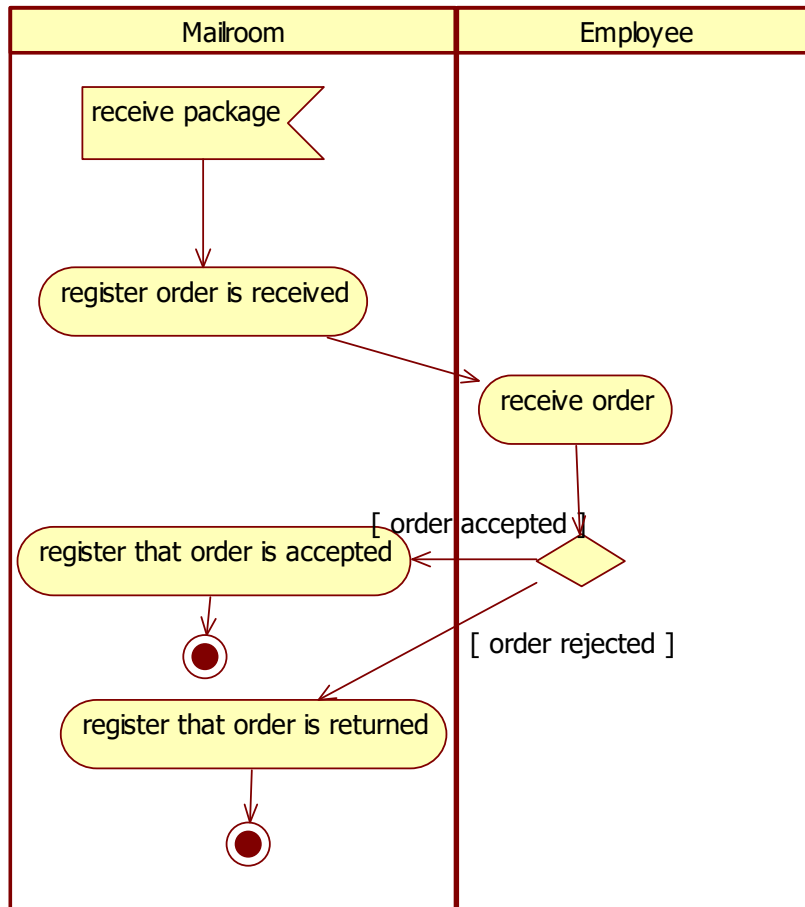 Mailroom
Employee
receive package
register order is received
receive order
[ order accepted ]
register that order is accepted
[ order rejected ]
register that order is returned